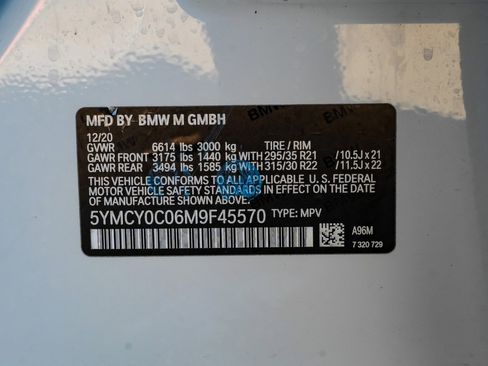 MFD BY BMW M GMBH
12/20
GVWR 6614 lbs 3000 kg TIRE / RIM
GAWR FRONT 3175 lbs 1440 kg WITH 295/35 R21 / 10.5J x 21
GAWR REAR 3494 lbs 1585 kg WITH 315/30 R22 / 11.5J x 22
THIS VEHICLE CONFORMS TO ALL APPLICABLE U.S. FEDERAL MOTOR
VEHICLE SAFETY STANDARDS IN EFFECT ON THE DATE OF
MANUFACTURE SHOWN ABOVE.
5YMCY0C06M9F45570 TYPE: MPV
A96M
7 320 729